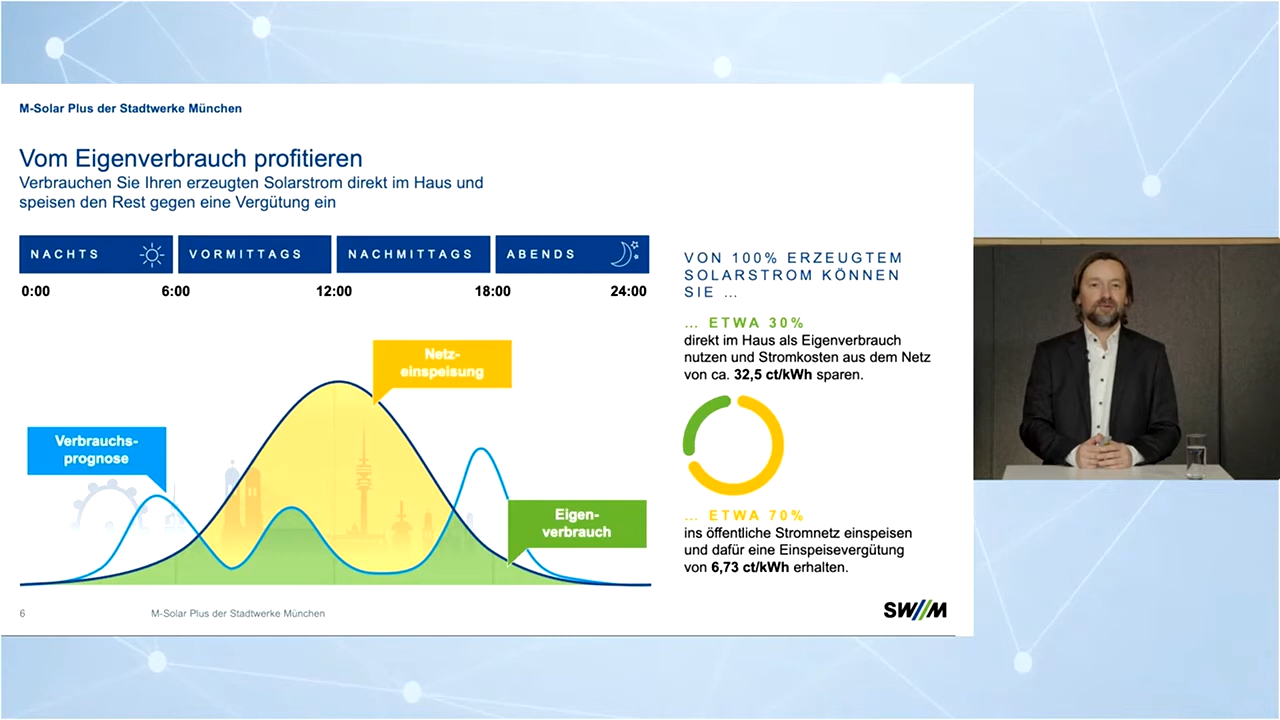 M-Solar Plus der Stadtwerke München
Vom Eigenverbrauch profitieren
Verbrauchen Sie Ihren erzeugten Solarstrom direkt im Haus und
speisen den Rest gegen eine Vergütung ein
NACHTS
VORMITTAGS
NACHMITTAGS
ABENDS
0:00
6:00
12:00
18:00
24:00
Netz-
einspeisung
Verbrauchs-
prognose
Eigen-
verbrauch
VON 100% ERZEUGTEM
SOLARSTROM KÖNNEN
SIE …
… ETWA 30%
direkt im Haus als Eigenverbrauch
nutzen und Stromkosten aus dem Netz
von ca. 32,5 ct/kWh sparen.
… ETWA 70%
ins öffentliche Stromnetz einspeisen
und dafür eine Einspeisevergütung
von 6,73 ct/kWh erhalten.
6
M-Solar Plus der Stadtwerke München
SW//M